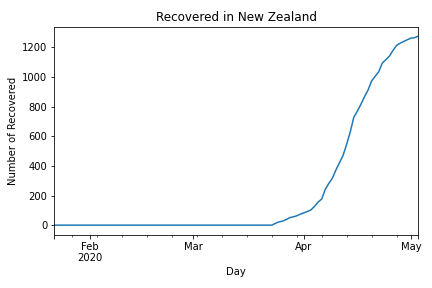 Recovered in New Zealand
Number of Recovered
1200
1000
800
600
400
200
0
Feb
2020
Mar
Apr
May
Day